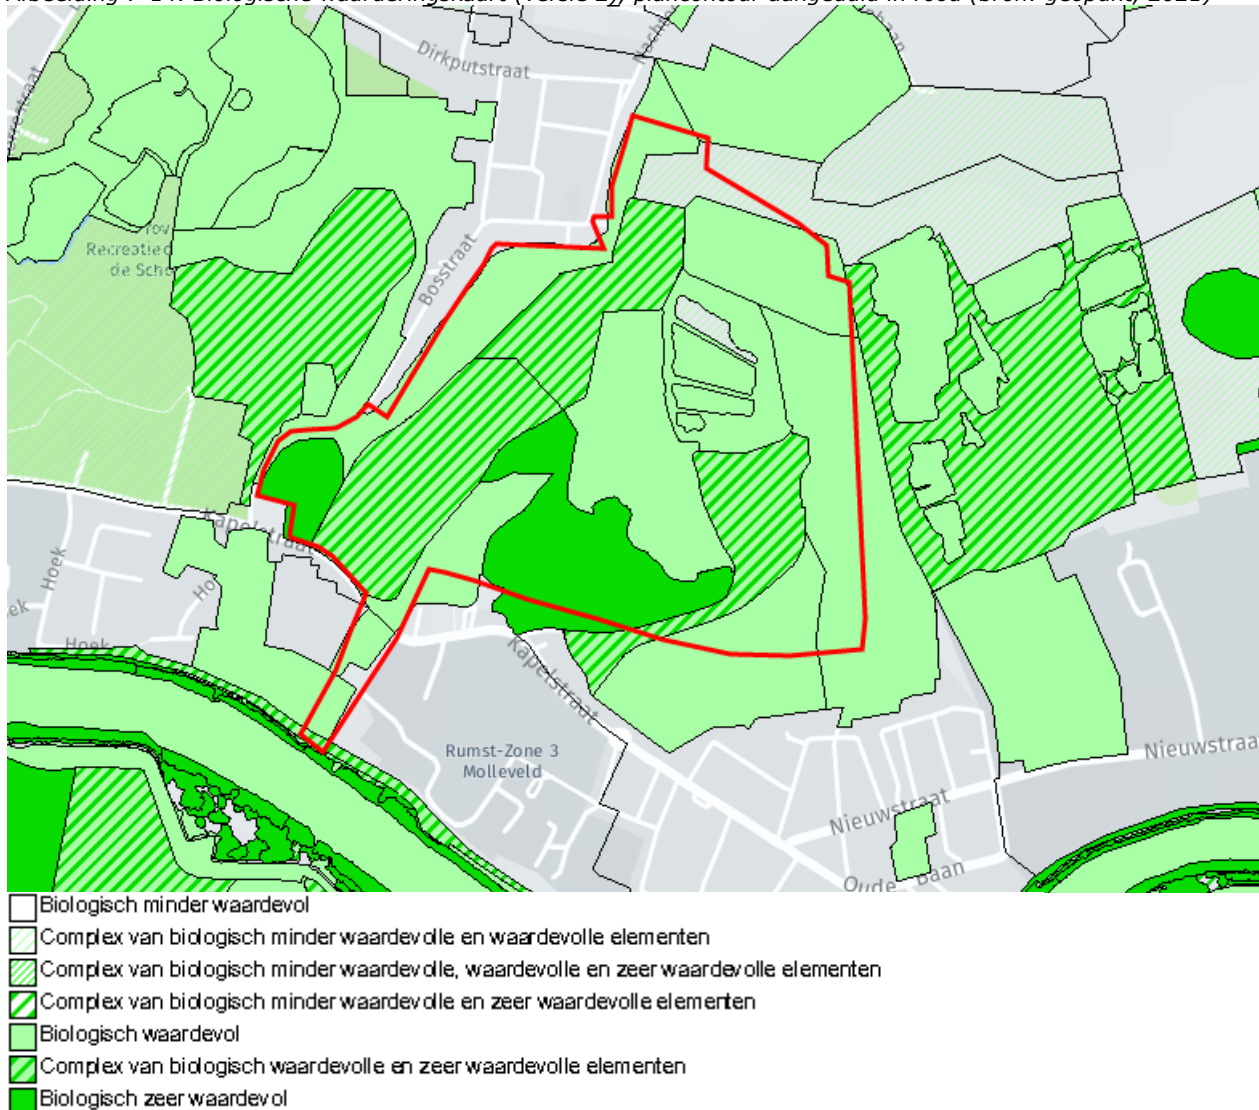 Dirkputstraat
Bosstraat
Recreatied
de Scho
Kapelstraat
Hoek
Hoek
Kapelstraat
Rumst-Zone 3
Molleveld
Nieuwstraat
Nieuwstraat
Oude Baan
Biologisch minder waardevol
Complex van biologisch minder waardevolle en waardevolle elementen
Complex van biologisch minder waardevolle, waardevolle en zeer waardevolle elementen
Complex van biologisch minder waardevolle en zeer waardevolle elementen
Biologisch waardevol
Complex van biologisch waardevolle en zeer waardevolle elementen
Biologisch zeer waardevol